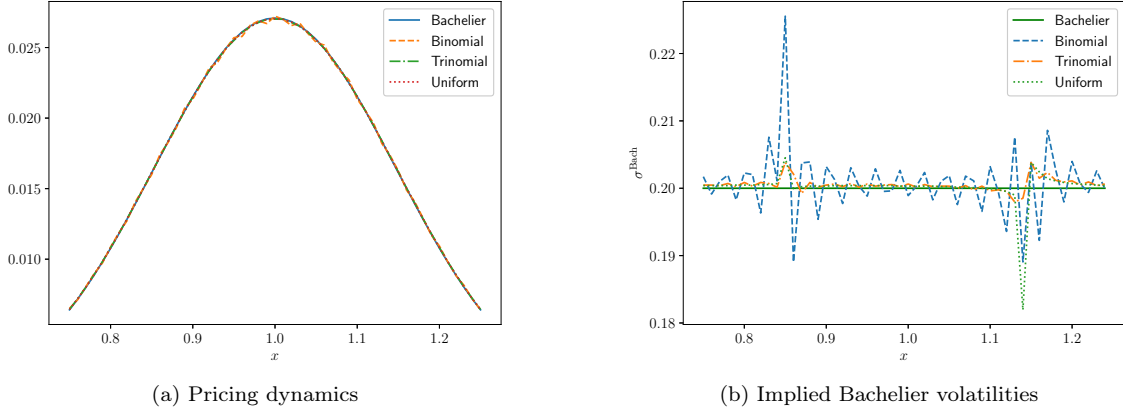 0.025
0.020
0.015
0.010
0.8
0.9
1.0
1.1
1.2
x
Bachelier
Binomial
Trinomial
Uniform
(a) Pricing dynamics
0.22
0.21
0.20
0.19
0.18
σ^Bach
0.8
0.9
1.0
1.1
1.2
x
Bachelier
Binomial
Trinomial
Uniform
(b) Implied Bachelier volatilities